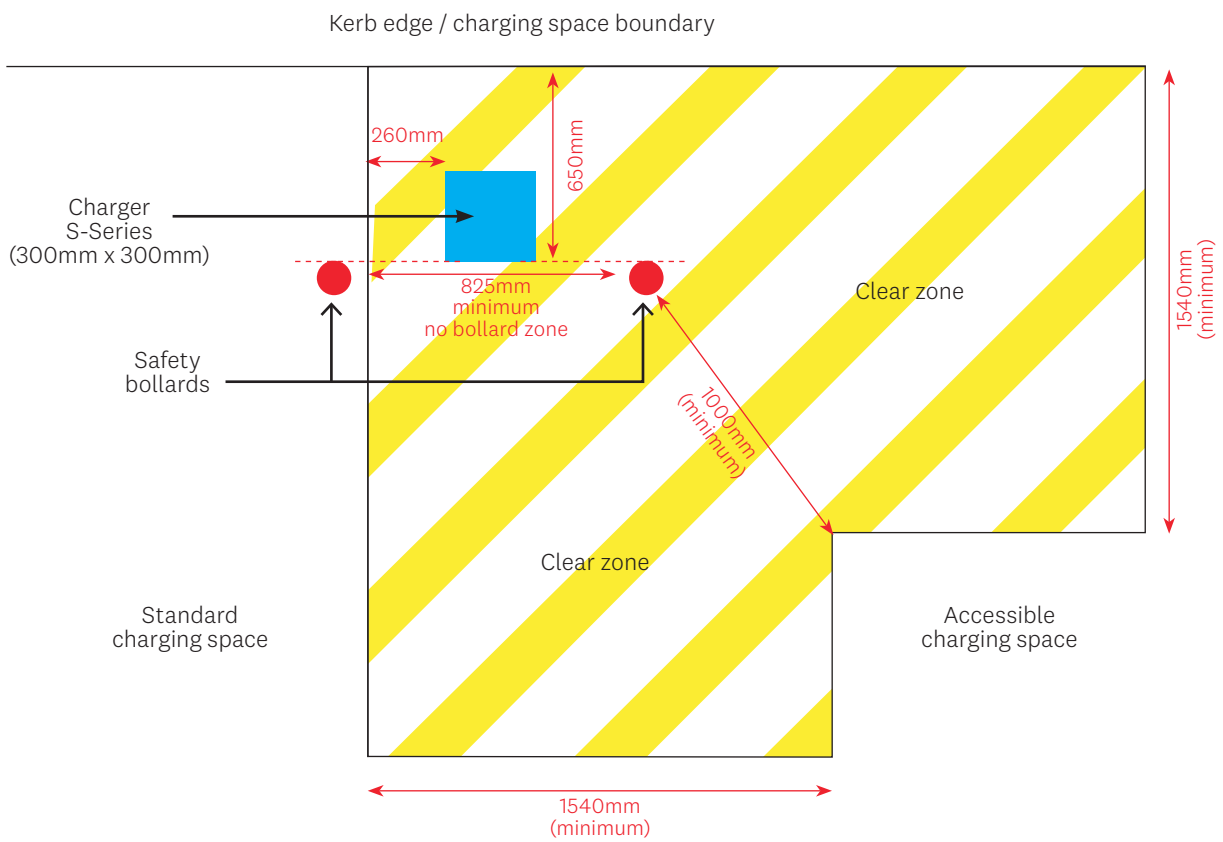 Kerb edge / charging space boundary
260mm
650mm
Charger
S-Series
(300mm x 300mm)
825mm
minimum
no bollard zone
Clear zone
1540mm
(minimum)
Safety
bollards
1000mm
(minimum)
Clear zone
Standard
charging space
Accessible
charging space
1540mm
(minimum)